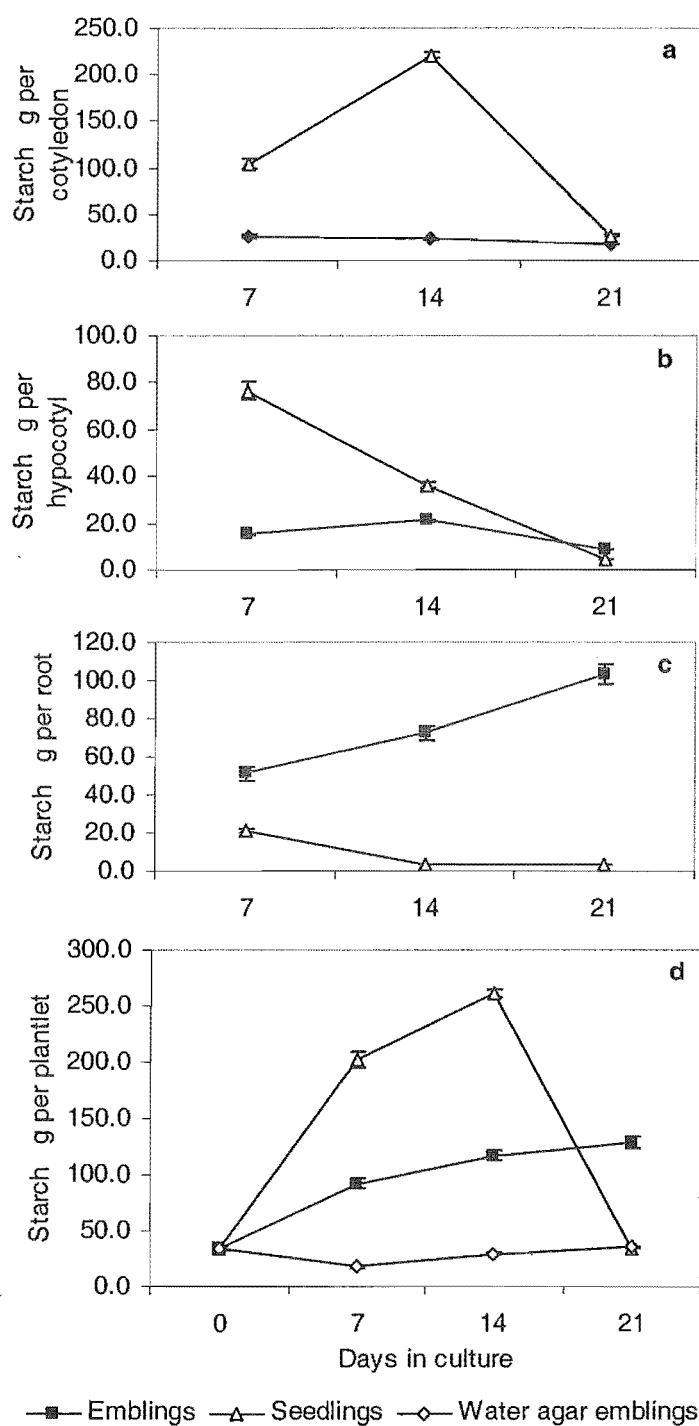 250.0
a
200.0
150.0
100.0
50.0
0.0
Starch g per
cotyledon
7 14 21
100.0
b
80.0
60.0
40.0
20.0
0.0
Starch g per
hypocotyl
7 14 21
120.0
c
100.0
80.0
60.0
40.0
20.0
0.0
Starch g per root
7 14 21
300.0
d
250.0
200.0
150.0
100.0
50.0
0.0
Starch g per plantlet
0 7 14 21
Days in culture
Emblings Seedlings Water agar emblings